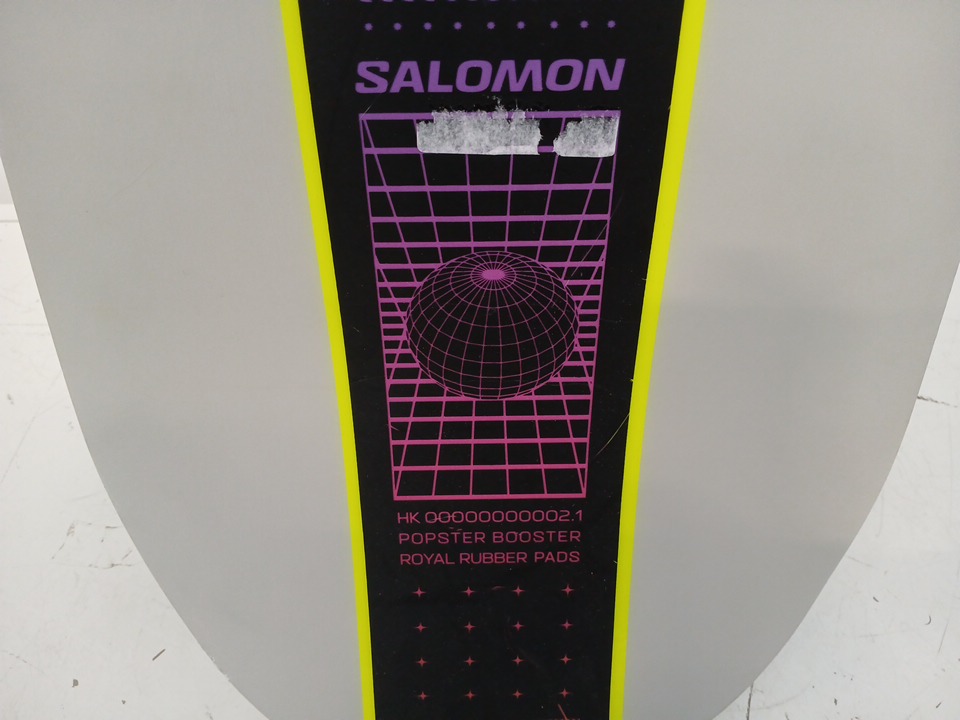 SALOMON
HK 00000000002.1
POPSTER BOOSTER
ROYAL RUBBER PADS